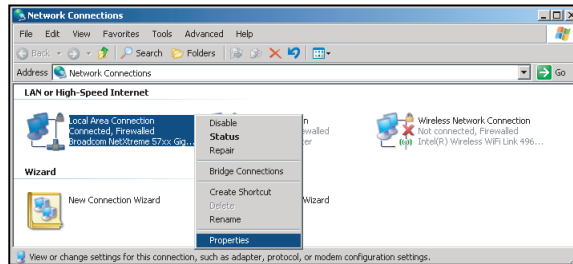 Network Connections
File Edit View Favorites Tools Advanced Help
Back Search Folders
Address Network Connections Go
LAN or High-Speed Internet
Local Area Connection
Connected, Firewalled
Broadcom NetXtreme 57xx Gig...
Disable
Status
Repair
Bridge Connections
Create Shortcut
Delete
Rename
Properties
n
ewalled
ter
Wireless Network Connection
Not connected, Firewalled
Intel(R) Wireless WiFi Link 496...
Wizard
New Connection Wizard
Wizard
View or change settings for this connection, such as adapter, protocol, or modem configuration settings.